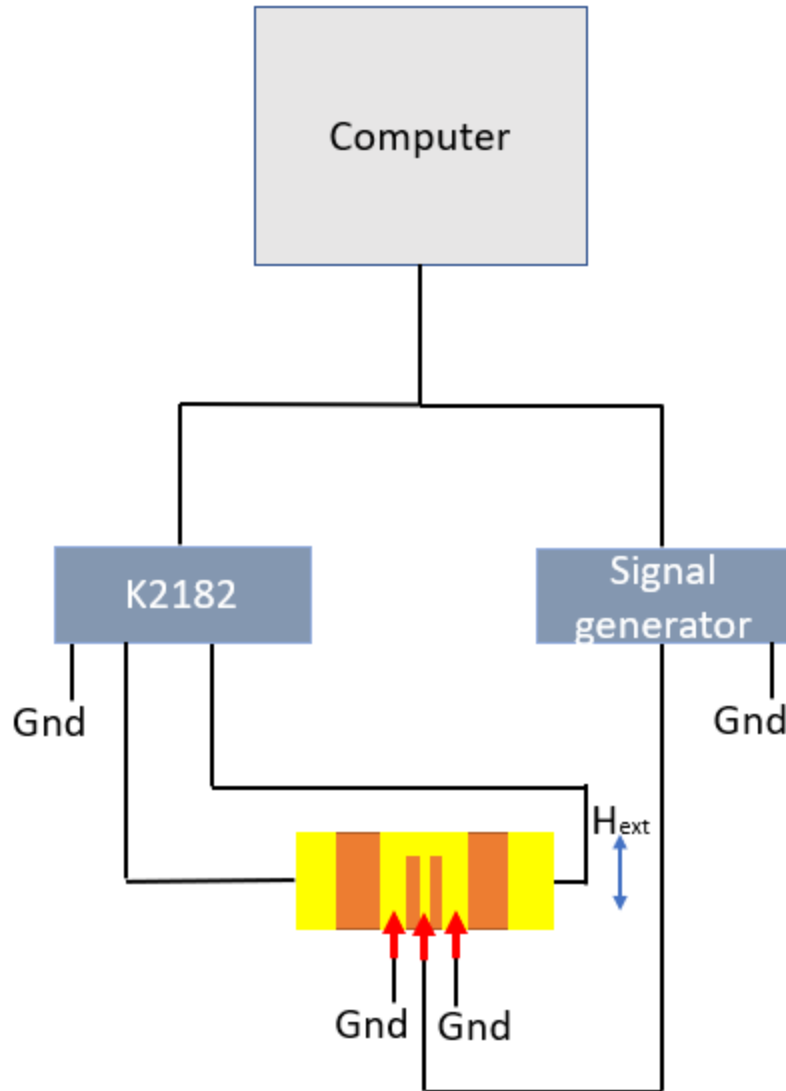 Computer
K2182
Signal
generator
Gnd
Gnd
Hext
Gnd
Gnd